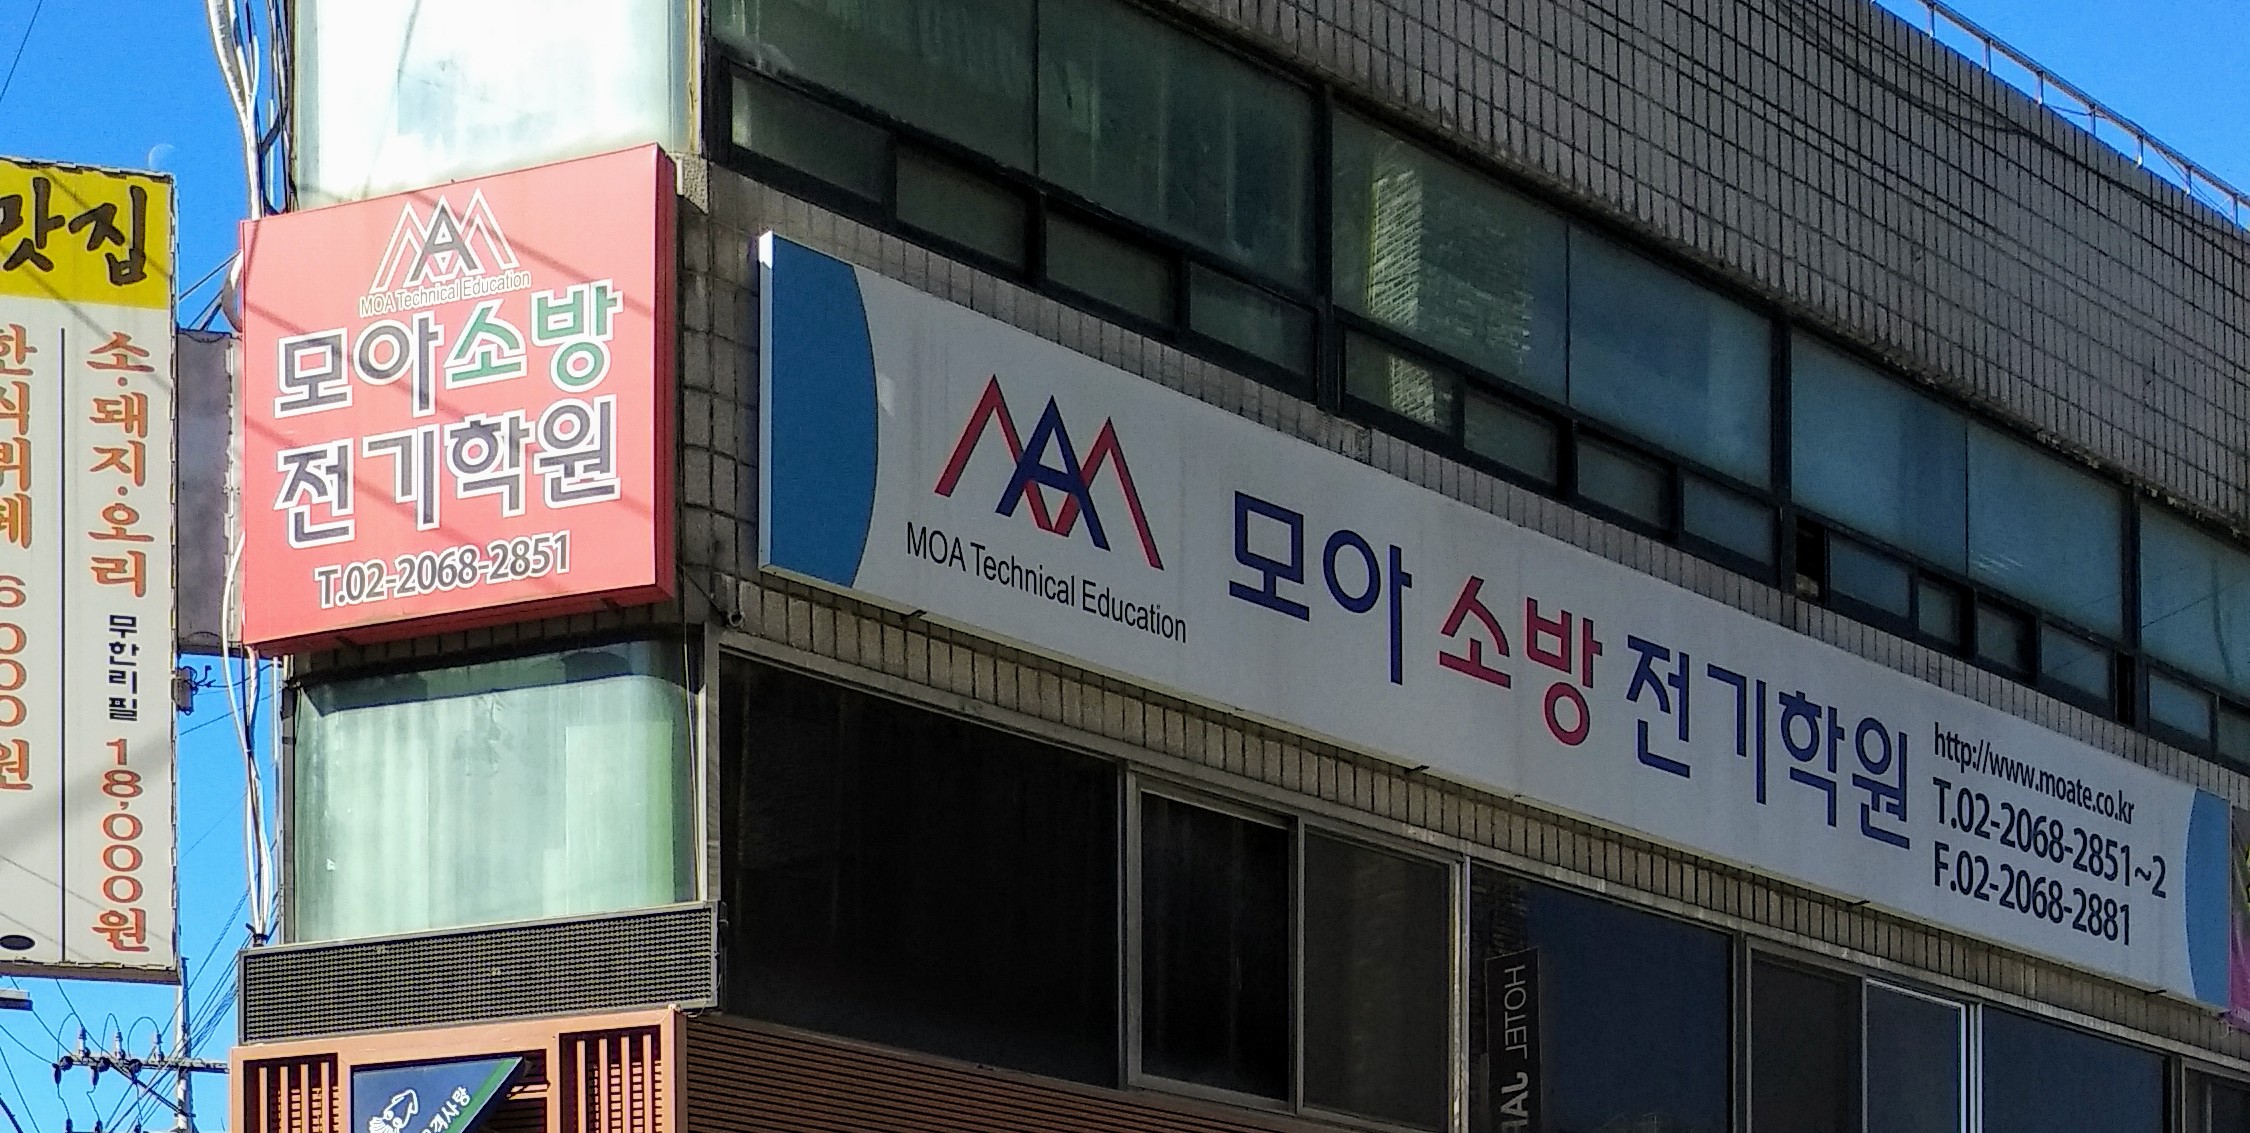 맛집
소·돼지·오리 무한리필 18,000원
한식뷔페 6000원
MOA Technical Education
모아소방
전기학원
T.02-2068-2851
MOA Technical Education
모아 소방 전기학원
http://www.moate.co.kr
T.02-2068-2851~2
F.02-2068-2881
HOTEL